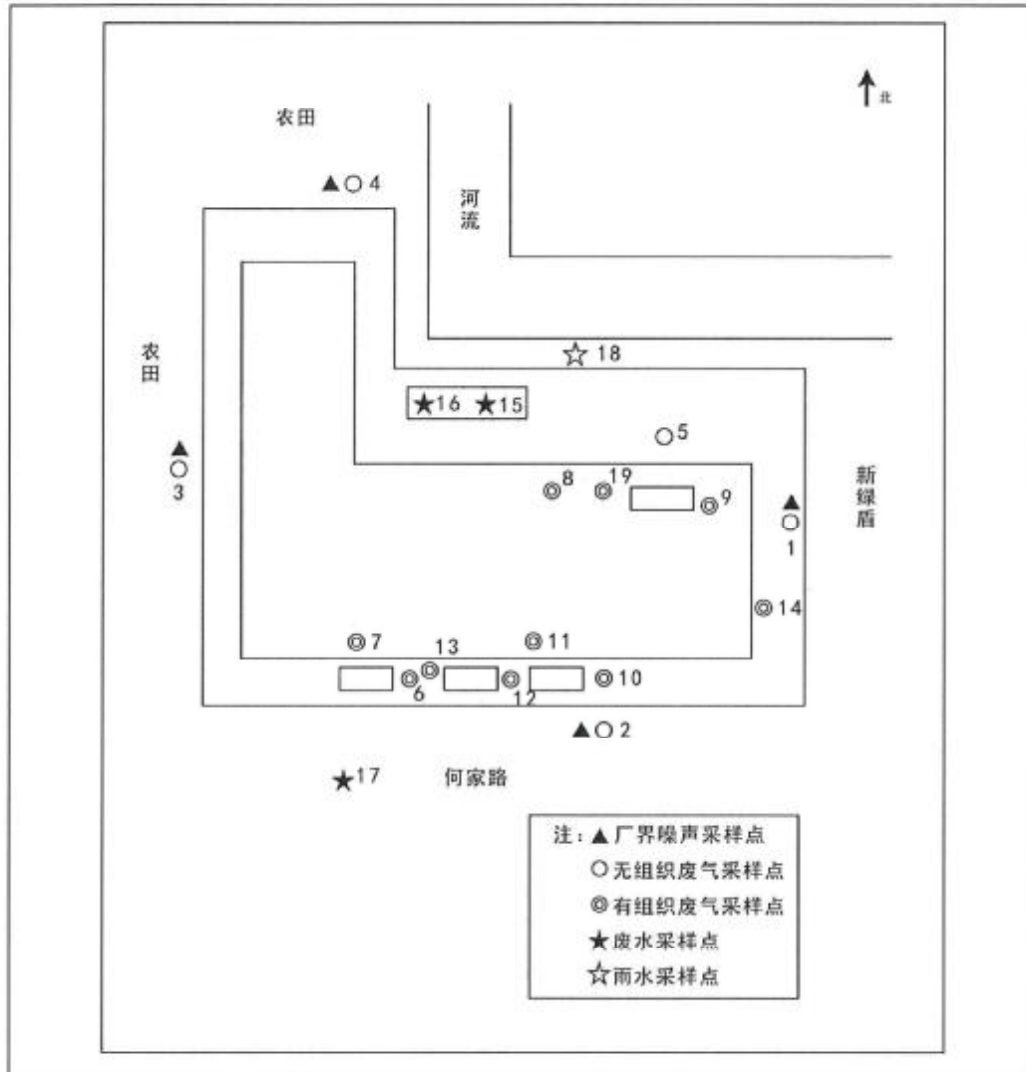 北
农田
▲○4
河流
农田
☆18
★16 ★15
○5
▲○3
◎8 ◎19
◎9
新绿盾
▲○1
◎14
◎7
◎13
◎11
◎6
◎12
◎10
▲○2
★17
何家路
注：▲厂界噪声采样点
○无组织废气采样点
◎有组织废气采样点
★废水采样点
☆雨水采样点